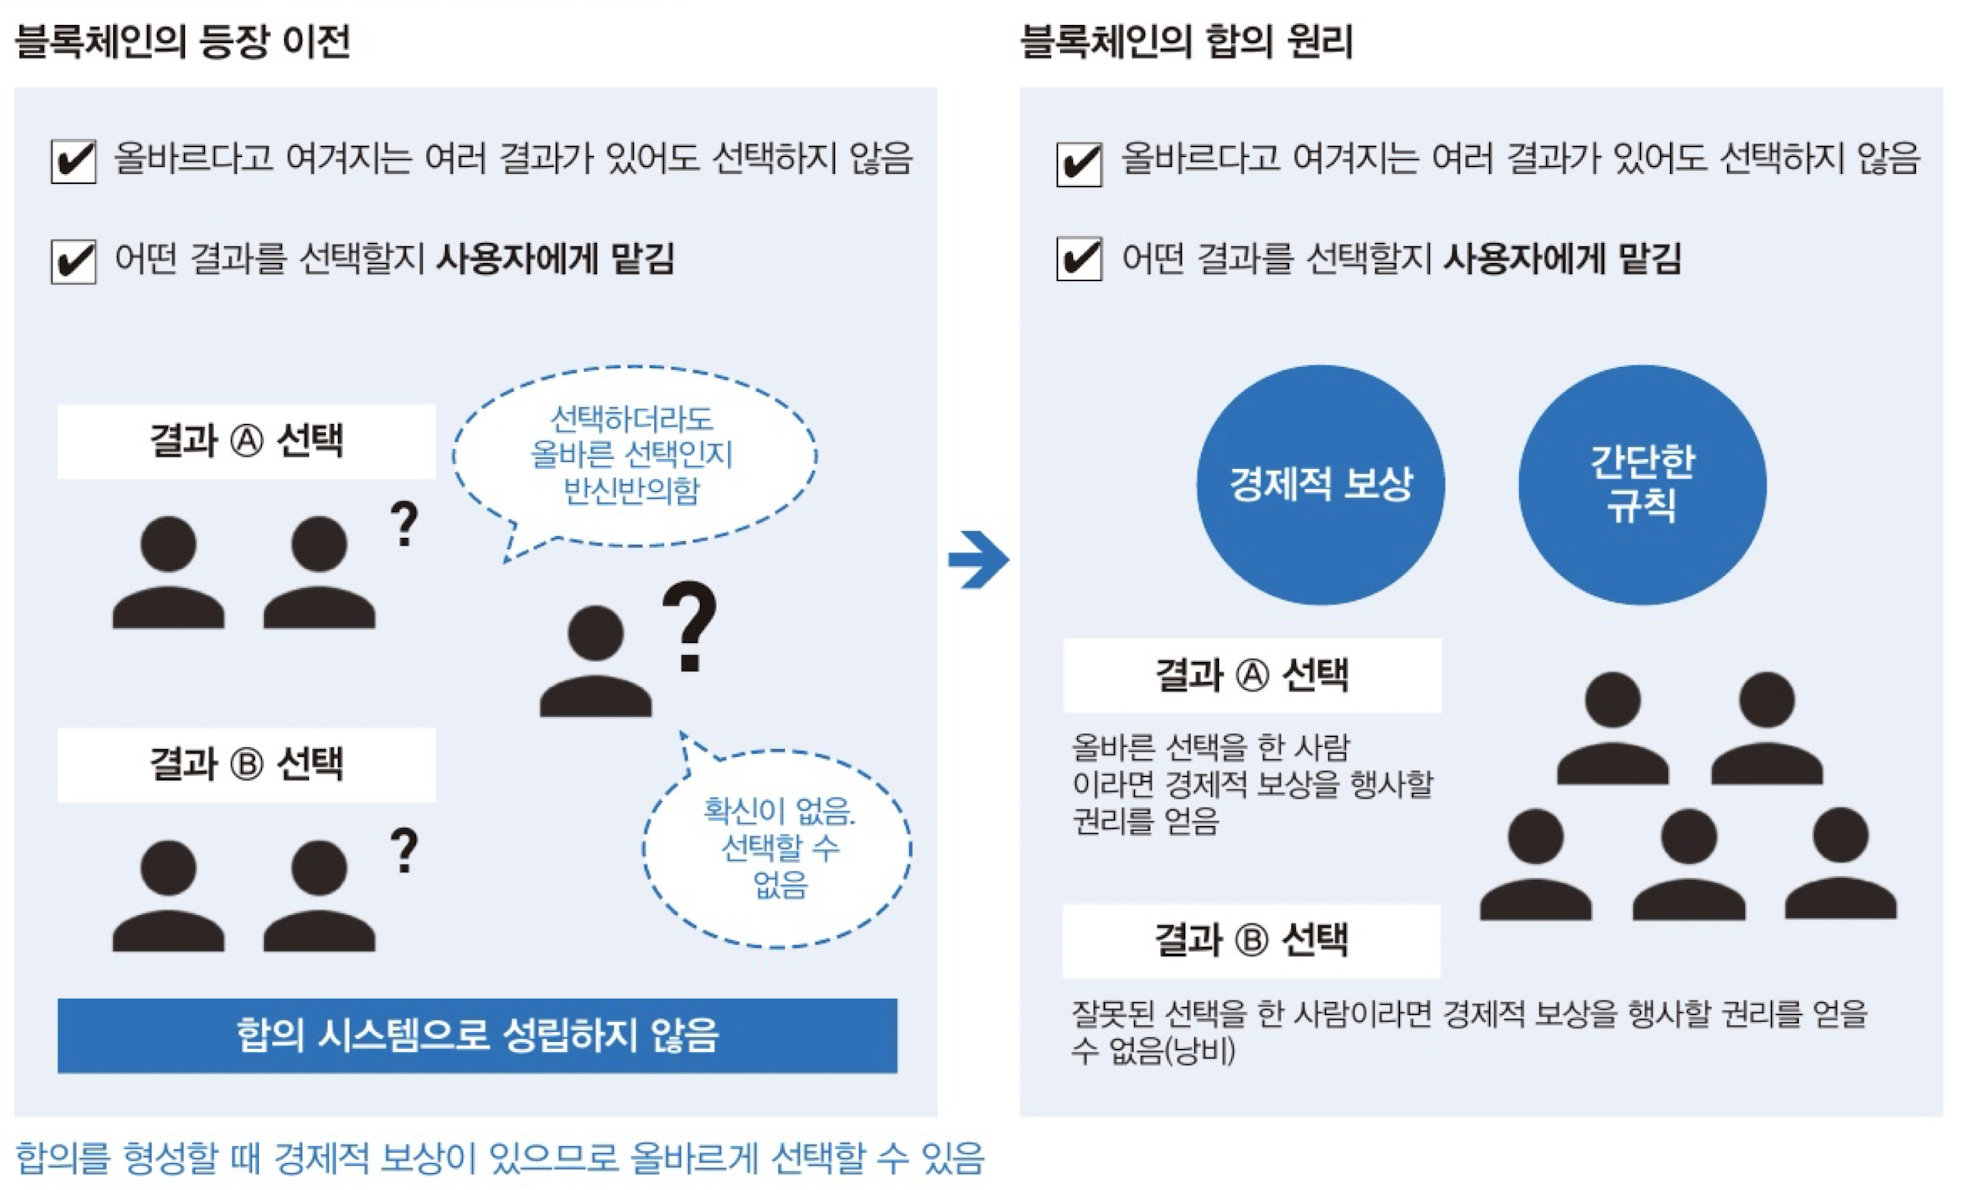 블록체인의 등장 이전
올바르다고 여겨지는 여러 결과가 있어도 선택하지 않음
어떤 결과를 선택할지 사용자에게 맡김
결과 Ⓐ 선택
선택하더라도
올바른 선택인지
반신반의함
?
?
결과 Ⓑ 선택
?
확신이 없음.
선택할 수
없음
합의 시스템으로 성립하지 않음
블록체인의 합의 원리
올바르다고 여겨지는 여러 결과가 있어도 선택하지 않음
어떤 결과를 선택할지 사용자에게 맡김
경제적 보상
간단한
규칙
결과 Ⓐ 선택
올바른 선택을 한 사람
이라면 경제적 보상을 행사할
권리를 얻음
결과 Ⓑ 선택
잘못된 선택을 한 사람이라면 경제적 보상을 행사할 권리를 얻을
수 없음(낭비)
합의를 형성할 때 경제적 보상이 있으므로 올바르게 선택할 수 있음